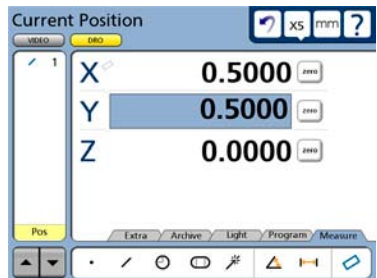 Current Position
x5 mm ?
VIDEO DRO
1
X 0.5000 zero
Y 0.5000 zero
Z 0.0000 zero
Pos
Extra Archive Light Program Measure